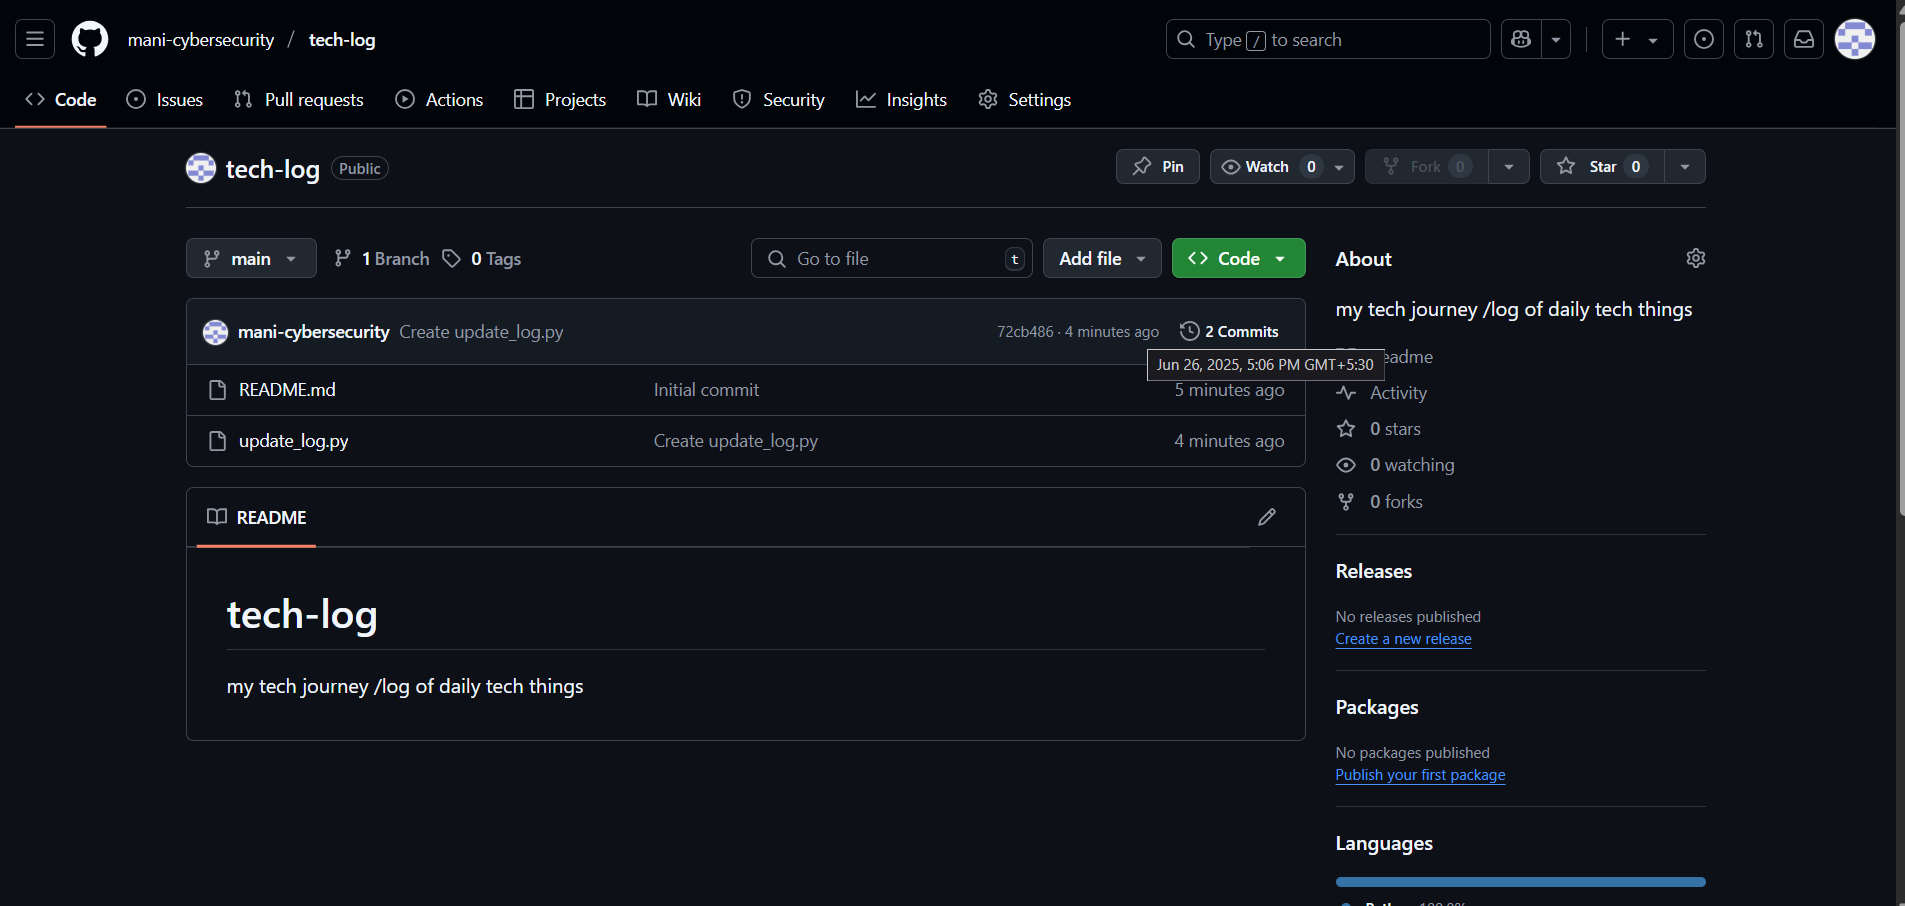 mani-cybersecurity / tech-log
Type / to search
Code Issues Pull requests Actions Projects Wiki Security Insights Settings
tech-log Public
Pin Watch 0 Fork 0 Star 0
main 1 Branch 0 Tags
Go to file t Add file Code
mani-cybersecurity Create update_log.py 72cb486 · 4 minutes ago 2 Commits
Jun 26, 2025, 5:06 PM GMT+5:30
README.md Initial commit 5 minutes ago
update_log.py Create update_log.py 4 minutes ago
README
tech-log
my tech journey /log of daily tech things
About
my tech journey /log of daily tech things
Activity
0 stars
0 watching
0 forks
Releases
No releases published
Create a new release
Packages
No packages published
Publish your first package
Languages